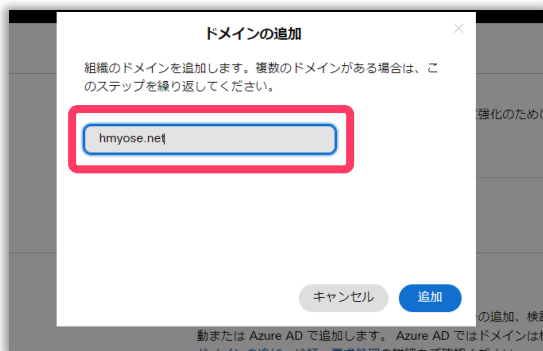 ドメインの追加
組織のドメインを追加します。複数のドメインがある場合は、こ
のステップを繰り返してください。
強化のために
hmyose.net
キャンセル
追加
の追加、検
動または Azure AD で追加します。 Azure AD ではドメインは